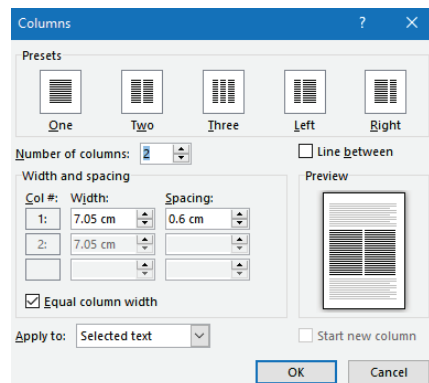 Columns ? ×
Presets
One Two Three Left Right
Number of columns: 2 Line between
Width and spacing Preview
Col #: Width: Spacing:
1: 7.05 cm 0.6 cm
2: 7.05 cm
Equal column width
Apply to: Selected text Start new column
OK Cancel